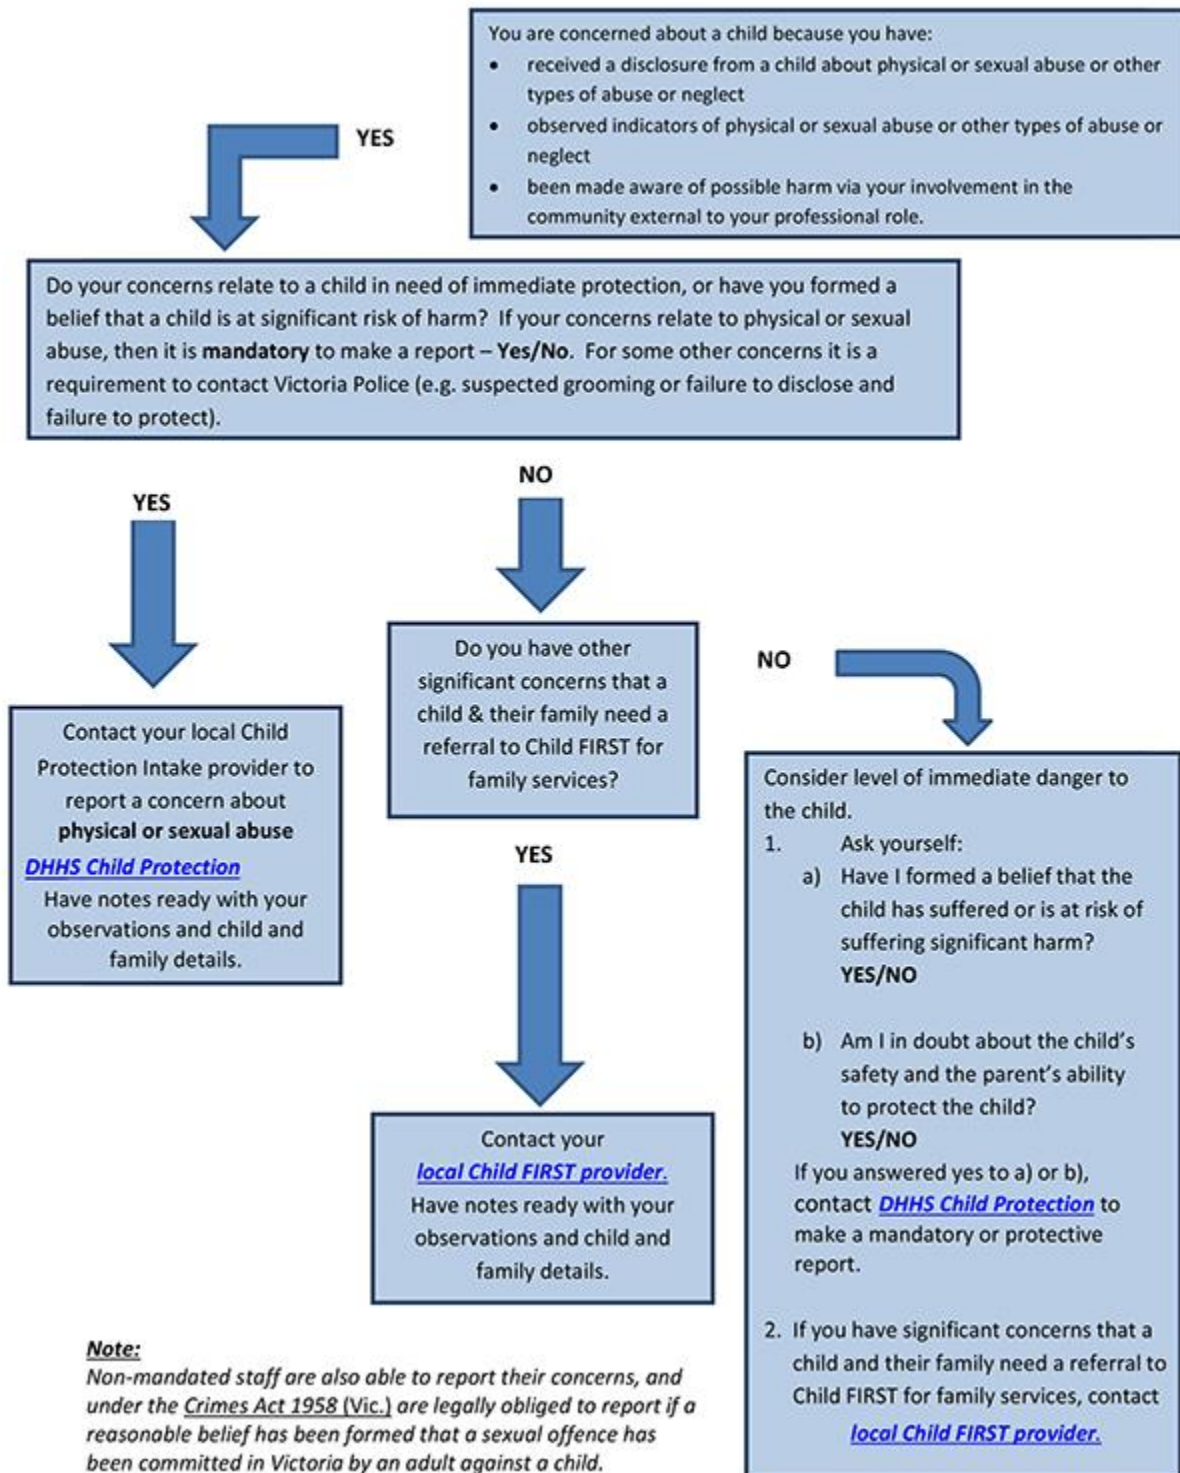 You are concerned about a child because you have:
• received a disclosure from a child about physical or sexual abuse or other
types of abuse or neglect
• observed indicators of physical or sexual abuse or other types of abuse or
neglect
• been made aware of possible harm via your involvement in the
community external to your professional role.
YES
Do your concerns relate to a child in need of immediate protection, or have you formed a
belief that a child is at significant risk of harm? If your concerns relate to physical or sexual
abuse, then it is mandatory to make a report – Yes/No. For some other concerns it is a
requirement to contact Victoria Police (e.g. suspected grooming or failure to disclose and
failure to protect).
YES
NO
Contact your local Child
Protection Intake provider to
report a concern about
physical or sexual abuse
DHHS Child Protection
Have notes ready with your
observations and child and
family details.
Do you have other
significant concerns that a
child & their family need a
referral to Child FIRST for
family services?
NO
YES
Contact your
local Child FIRST provider.
Have notes ready with your
observations and child and
family details.
Consider level of immediate danger to
the child.
1. Ask yourself:
a) Have I formed a belief that the
child has suffered or is at risk of
suffering significant harm?
YES/NO
b) Am I in doubt about the child's
safety and the parent's ability
to protect the child?
YES/NO
If you answered yes to a) or b),
contact DHHS Child Protection to
make a mandatory or protective
report.
2. If you have significant concerns that a
child and their family need a referral to
Child FIRST for family services, contact
local Child FIRST provider.
Note:
Non-mandated staff are also able to report their concerns, and
under the Crimes Act 1958 (Vic.) are legally obliged to report if a
reasonable belief has been formed that a sexual offence has
been committed in Victoria by an adult against a child.